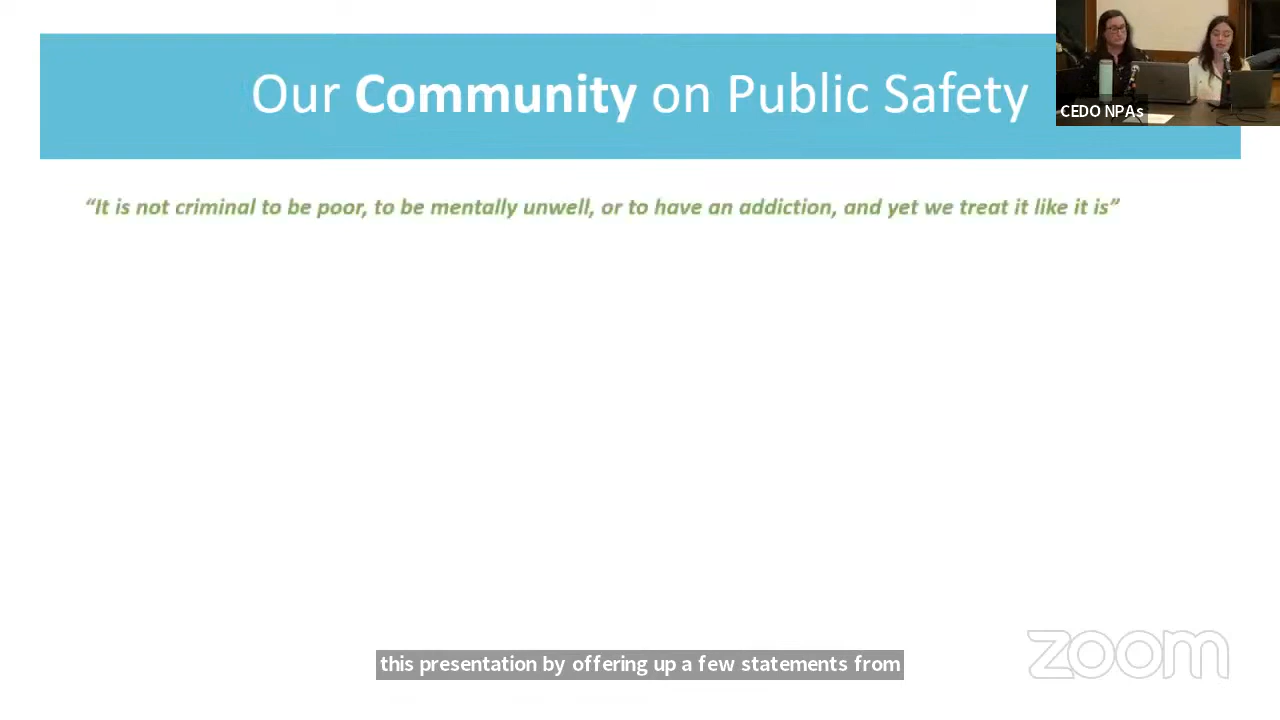 Our Community on Public Safety
CEDO NPAs
“It is not criminal to be poor, to be mentally unwell, or to have an addiction, and yet we treat it like it is”
this presentation by offering up a few statements from
zoom